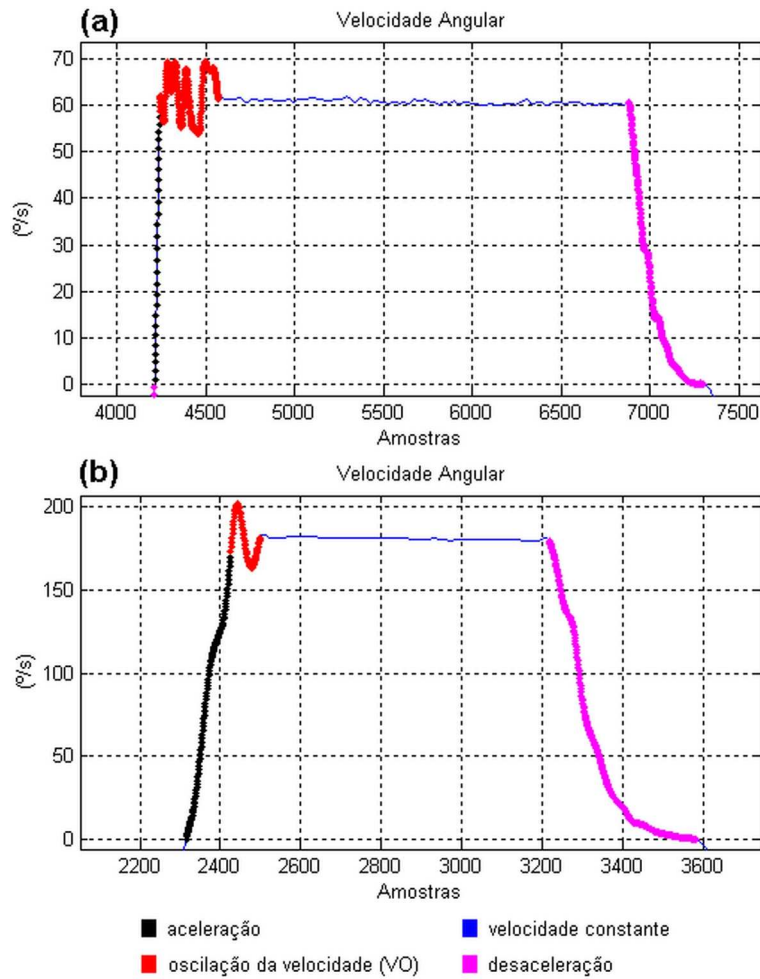 (a)
Velocidade Angular
70
60
50
40
30
20
10
0
(º/s)
4000 4500 5000 5500 6000 6500 7000 7500
Amostras
(b)
Velocidade Angular
200
150
100
50
0
(º/s)
2200 2400 2600 2800 3000 3200 3400 3600
Amostras
aceleração
velocidade constante
oscilação da velocidade (VO)
desaceleração